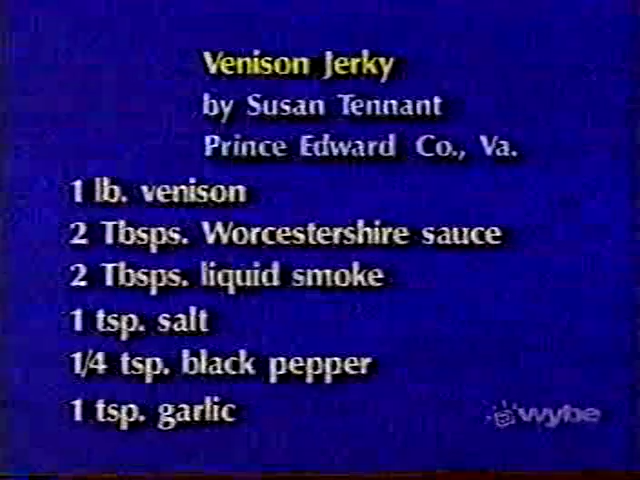 Venison Jerky
by Susan Tennant
Prince Edward Co., Va.
1 lb. venison
2 Tbsps. Worcestershire sauce
2 Tbsps. liquid smoke
1 tsp. salt
1/4 tsp. black pepper
1 tsp. garlic
wybe